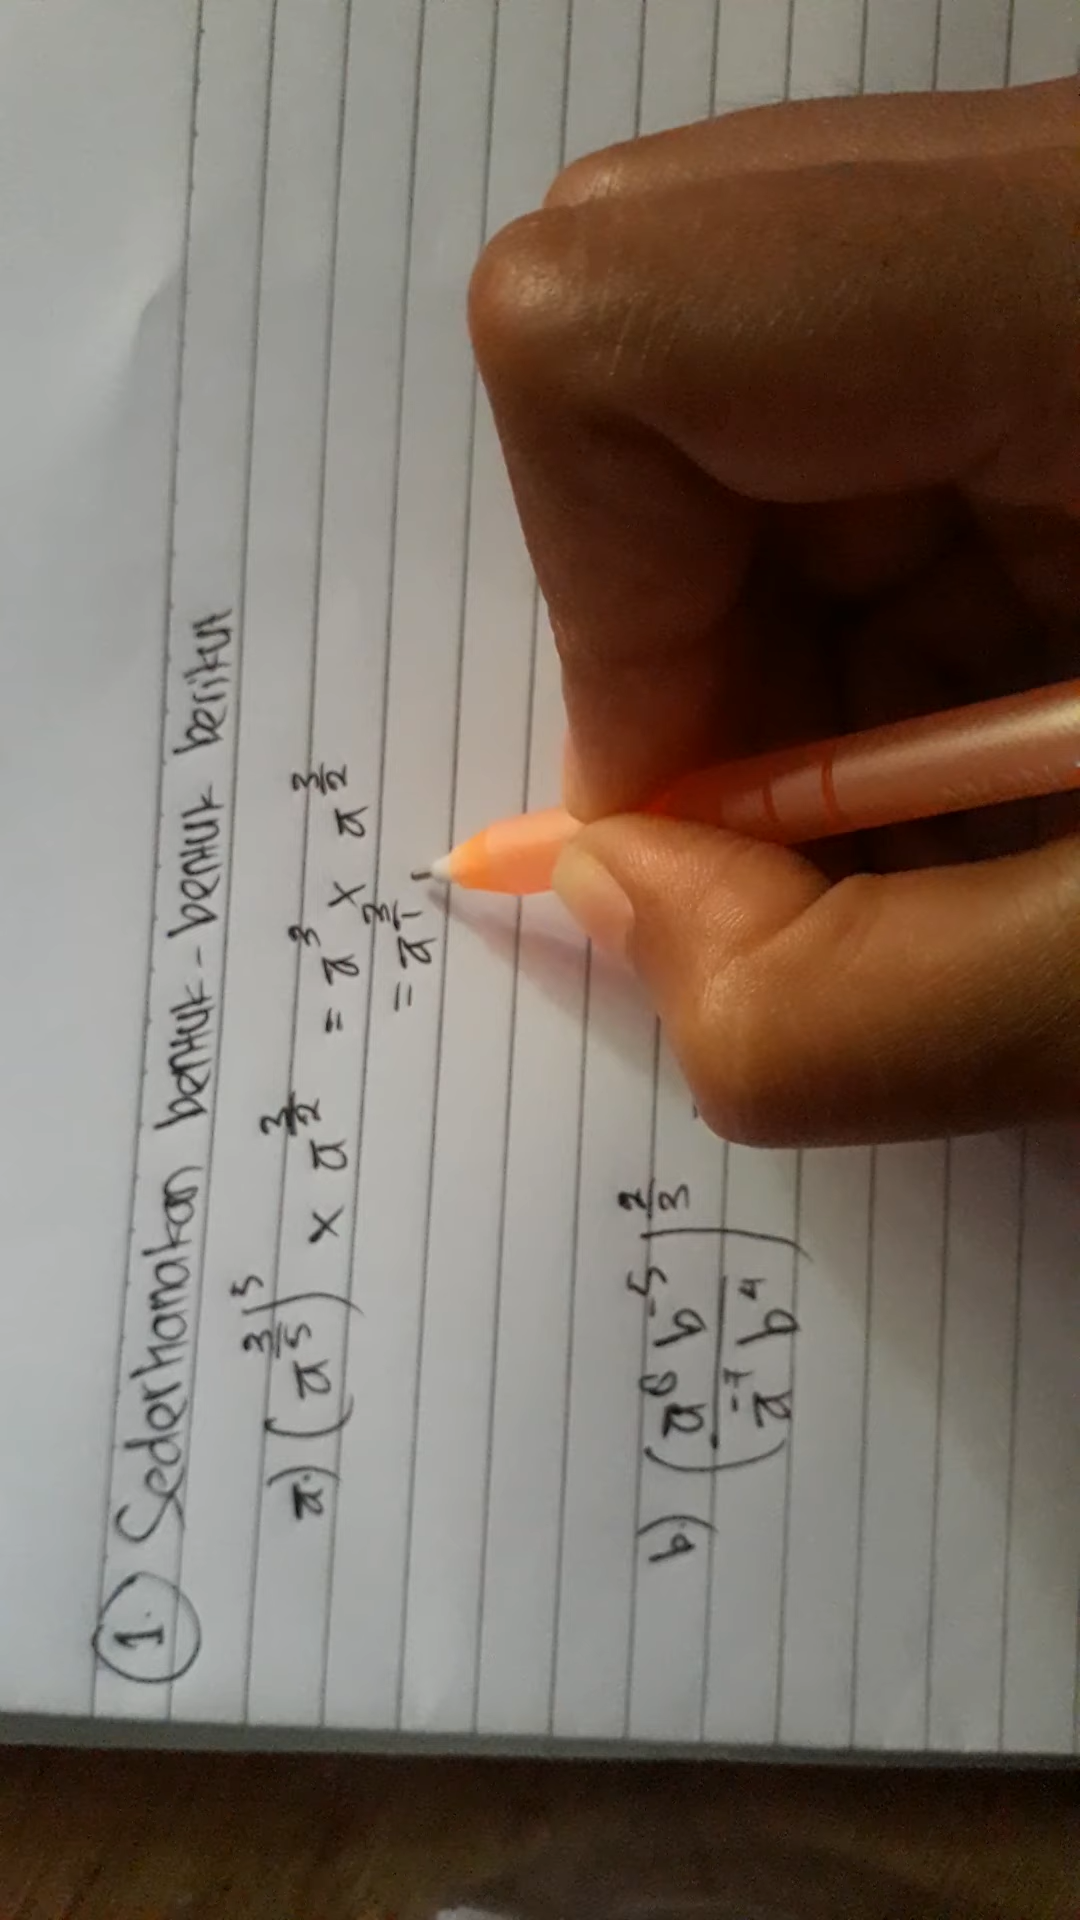 1. Sederhanakan bentuk-bentuk berikut
a.) (a^(3/5))^5 × a^(3/2) = a^3 × a^(3/2)
= a^(3/1)
b.) (a^6 b^-5 / a^-7 b^4)^(2/3)